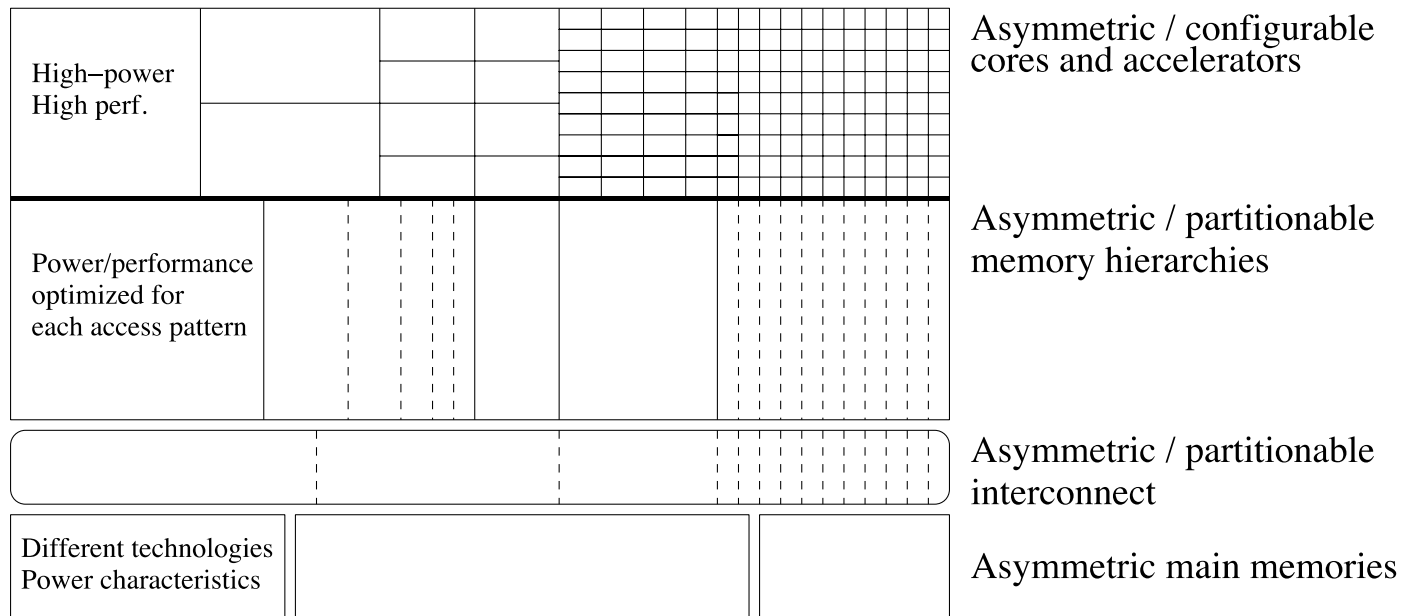 High−power
High perf.
Asymmetric / configurable
cores and accelerators
Power/performance
optimized for
each access pattern
Asymmetric / partitionable
memory hierarchies
Asymmetric / partitionable
interconnect
Different technologies
Power characteristics
Asymmetric main memories